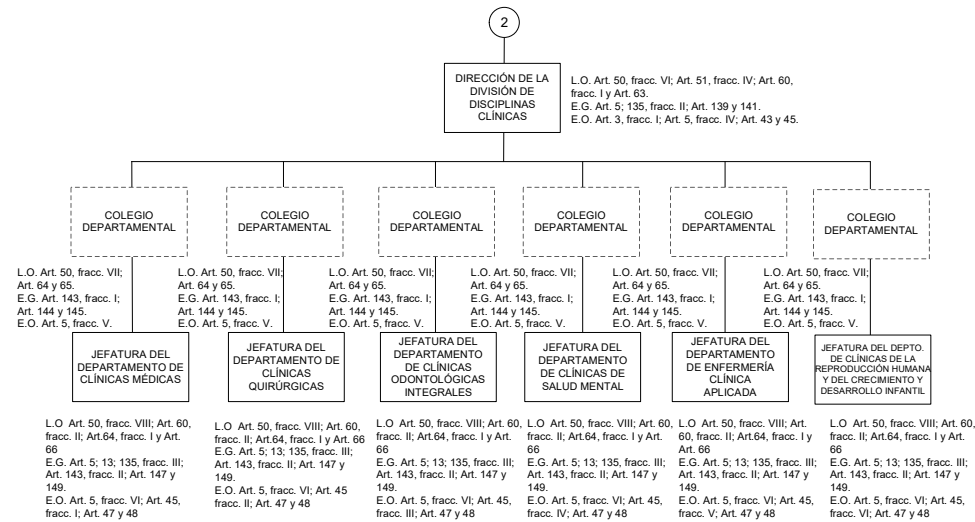 2
DIRECCIÓN DE LA
DIVISIÓN DE
DISCIPLINAS
CLÍNICAS
L.O. Art. 50, fracc. VI; Art. 51, fracc. IV; Art. 60,
fracc. I y Art. 63.
E.G. Art. 5; 135, fracc. II; Art. 139 y 141.
E.O. Art. 3, fracc. I; Art. 5, fracc. IV; Art. 43 y 45.
COLEGIO
DEPARTAMENTAL
COLEGIO
DEPARTAMENTAL
COLEGIO
DEPARTAMENTAL
COLEGIO
DEPARTAMENTAL
COLEGIO
DEPARTAMENTAL
COLEGIO
DEPARTAMENTAL
L.O. Art. 50, fracc. VII;
Art. 64 y 65.
E.G. Art. 143, fracc. I;
Art. 144 y 145.
E.O. Art. 5, fracc. V.
L.O. Art. 50, fracc. VII;
Art. 64 y 65.
E.G. Art. 143, fracc. I;
Art. 144 y 145.
E.O. Art. 5, fracc. V.
L.O. Art. 50, fracc. VII;
Art. 64 y 65.
E.G. Art. 143, fracc. I;
Art. 144 y 145.
E.O. Art. 5, fracc. V.
L.O. Art. 50, fracc. VII;
Art. 64 y 65.
E.G. Art. 143, fracc. I;
Art. 144 y 145.
E.O. Art. 5, fracc. V.
L.O. Art. 50, fracc. VII;
Art. 64 y 65.
E.G. Art. 143, fracc. I;
Art. 144 y 145.
E.O. Art. 5, fracc. V.
L.O. Art. 50, fracc. VII;
Art. 64 y 65.
E.G. Art. 143, fracc. I;
Art. 144 y 145.
E.O. Art. 5, fracc. V.
JEFATURA DEL
DEPARTAMENTO DE
CLÍNICAS MÉDICAS
JEFATURA DEL
DEPARTAMENTO DE
CLÍNICAS
QUIRÚRGICAS
JEFATURA DEL
DEPARTAMENTO
DE CLÍNICAS
ODONTOLÓGICAS
INTEGRALES
JEFATURA DEL
DEPARTAMENTO
DE CLÍNICAS DE
SALUD MENTAL
JEFATURA DEL
DEPARTAMENTO
DE ENFERMERÍA
CLÍNICA
APLICADA
JEFATURA DEL DEPTO.
DE CLÍNICAS DE LA
REPRODUCCIÓN HUMANA
Y DEL CRECIMIENTO Y
DESARROLLO INFANTIL
L.O Art. 50, fracc. VIII; Art. 60,
fracc. II; Art.64, fracc. I y Art.
66
E.G. Art. 5; 13; 135, fracc. III;
Art. 143, fracc. II; Art. 147 y
149.
E.O. Art. 5, fracc. VI; Art. 45,
fracc. I; Art. 47 y 48
L.O Art. 50, fracc. VIII; Art. 60,
fracc. II; Art.64, fracc. I y Art. 66
E.G. Art. 5; 13; 135, fracc. III;
Art. 143, fracc. II; Art. 147 y
149.
E.O. Art. 5, fracc. VI; Art. 45
fracc. II; Art. 47 y 48
L.O Art. 50, fracc. VIII; Art. 60,
fracc. II; Art.64, fracc. I y Art.
66
E.G. Art. 5; 13; 135, fracc. III;
Art. 143, fracc. II; Art. 147 y
149.
E.O. Art. 5, fracc. VI; Art. 45,
fracc. III; Art. 47 y 48
L.O Art. 50, fracc. VIII; Art. 60,
fracc. II; Art.64, fracc. I y Art.
66
E.G. Art. 5; 13; 135, fracc. III;
Art. 143, fracc. II; Art. 147 y
149.
E.O. Art. 5, fracc. VI; Art. 45,
fracc. IV; Art. 47 y 48
L.O Art. 50, fracc. VIII; Art.
60, fracc. II; Art.64, fracc. I y
Art. 66
E.G. Art. 5; 13; 135, fracc. III;
Art. 143, fracc. II; Art. 147 y
149.
E.O. Art. 5, fracc. VI; Art. 45,
fracc. V; Art. 47 y 48
L.O Art. 50, fracc. VIII; Art. 60,
fracc. II; Art.64, fracc. I y Art.
66
E.G. Art. 5; 13; 135, fracc. III;
Art. 143, fracc. II; Art. 147 y
149.
E.O. Art. 5, fracc. VI; Art. 45,
fracc. VI; Art. 47 y 48